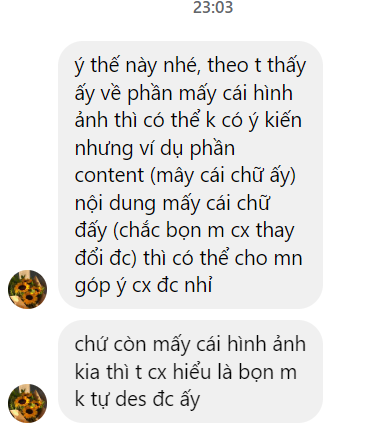 23:03
ý thế này nhé, theo t thấy
ấy về phần mấy cái hình
ảnh thì có thể k có ý kiến
nhưng ví dụ phần
content (mây cái chữ ấy)
nội dung mấy cái chữ
đấy (chắc bọn m cx thay
đổi đc) thì có thể cho mn
góp ý cx đc nhỉ
chứ còn mấy cái hình ảnh
kia thì t cx hiểu là bọn m
k tự des đc ấy